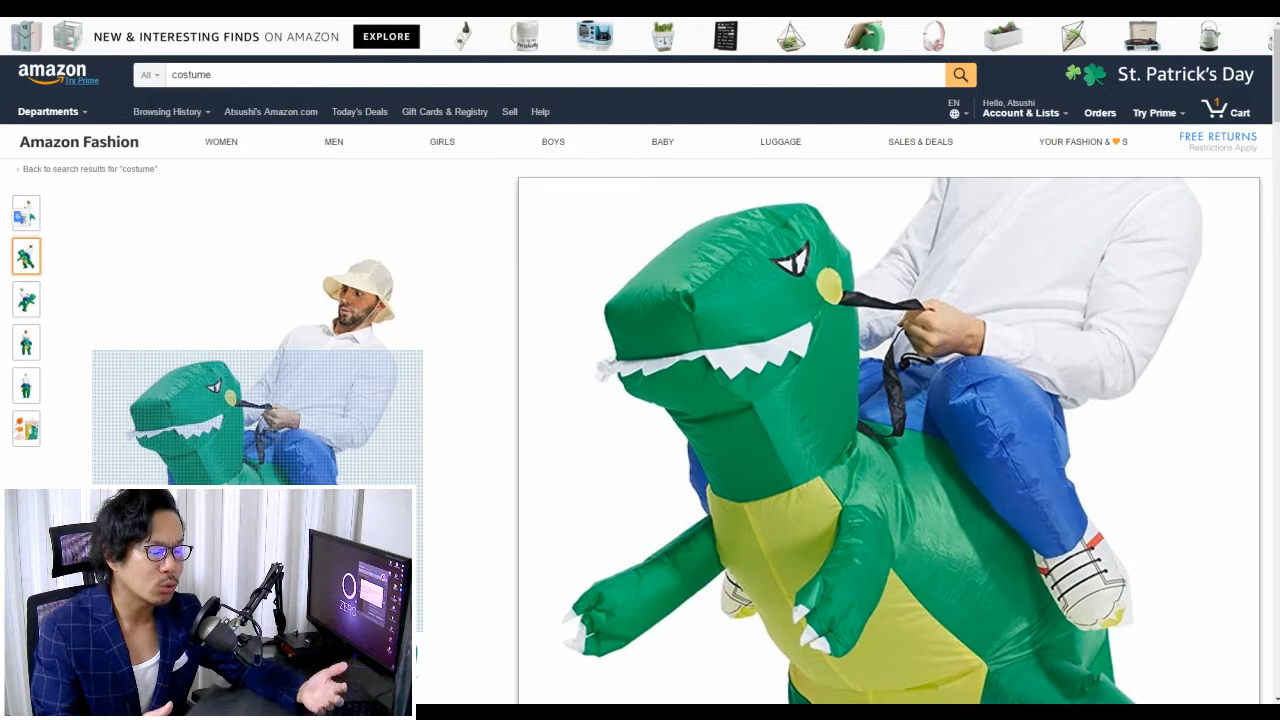 NEW & INTERESTING FINDS ON AMAZON EXPLORE
amazon
Try Prime
All costume
St. Patrick's Day
Departments Browsing History Atsushi's Amazon.com Today's Deals Gift Cards & Registry Sell Help
EN
Hello, Atsushi
Account & Lists Orders Try Prime 1 Cart
Amazon Fashion WOMEN MEN GIRLS BOYS BABY LUGGAGE SALES & DEALS YOUR FASHION & 🧡 S
FREE RETURNS
Restrictions Apply
‹ Back to search results for "costume"